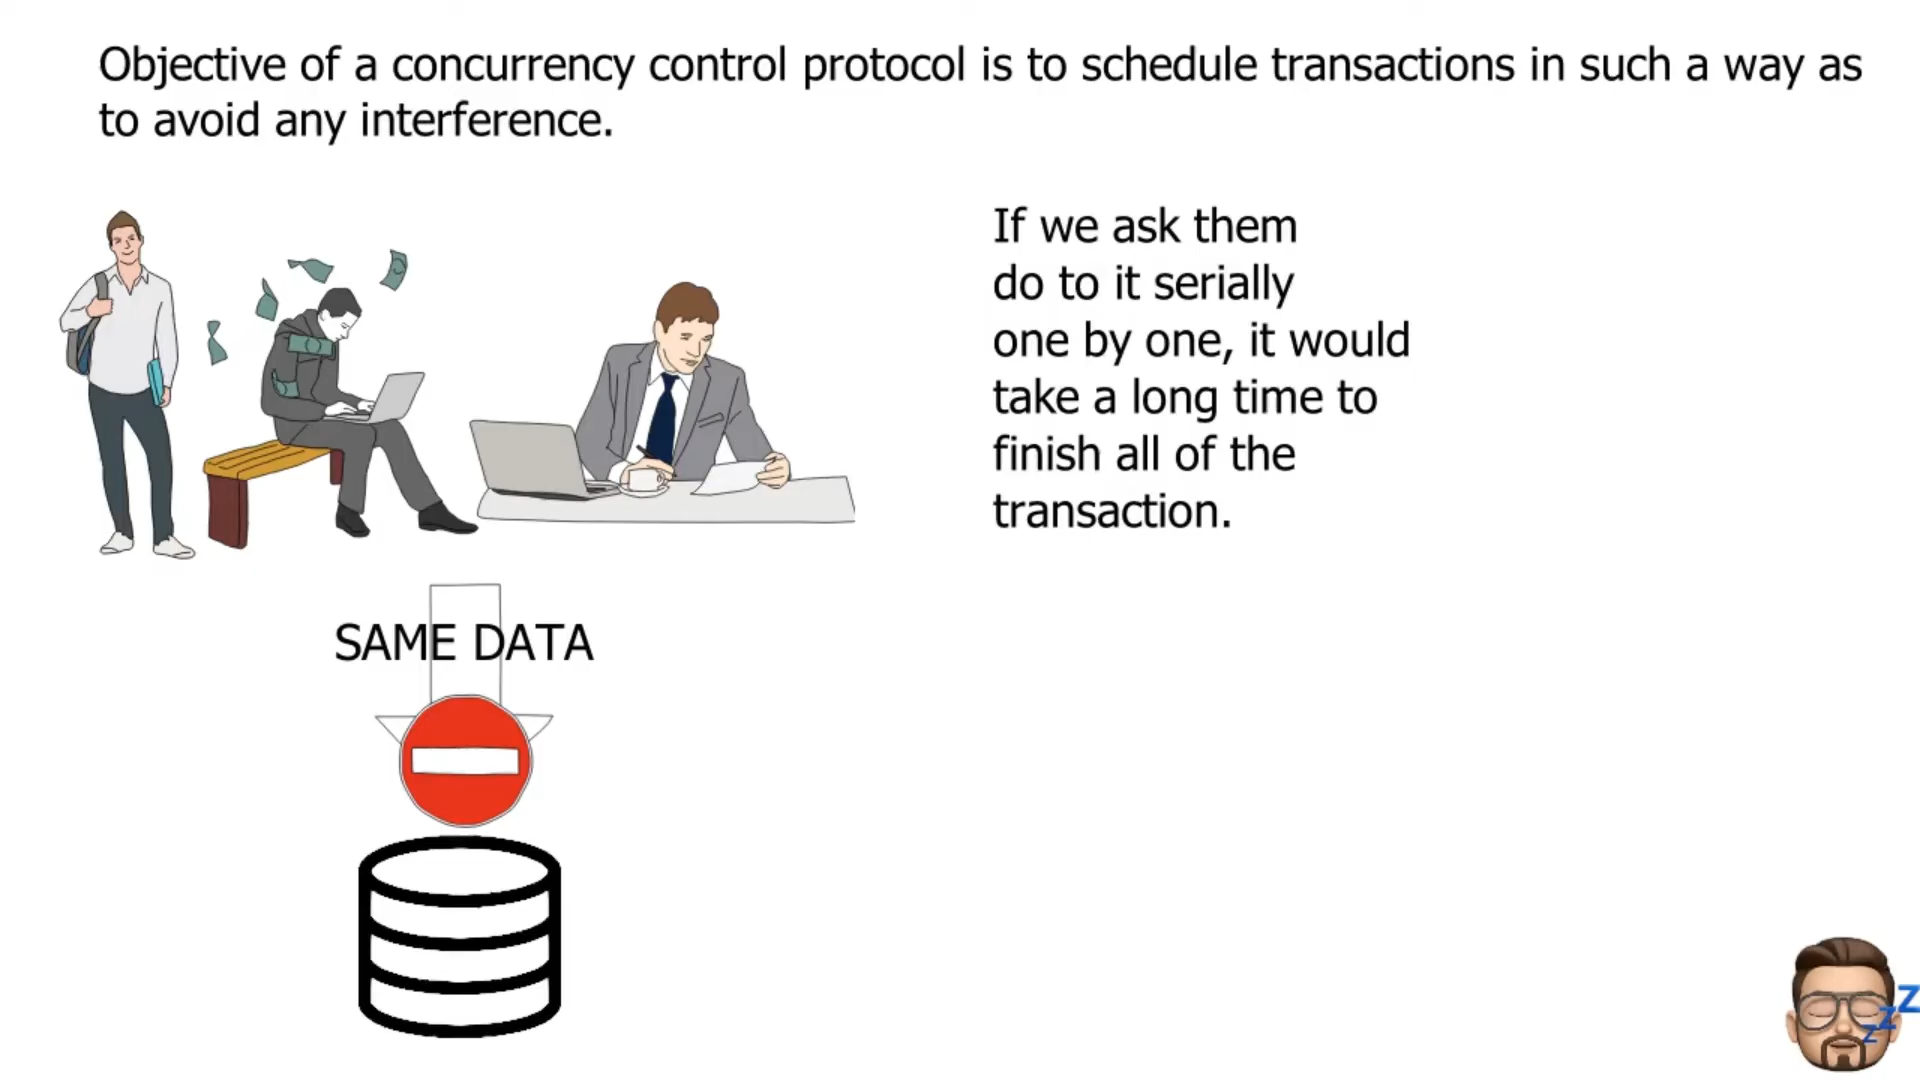 Objective of a concurrency control protocol is to schedule transactions in such a way as
to avoid any interference.
If we ask them
do to it serially
one by one, it would
take a long time to
finish all of the
transaction.
SAME DATA
z z Z